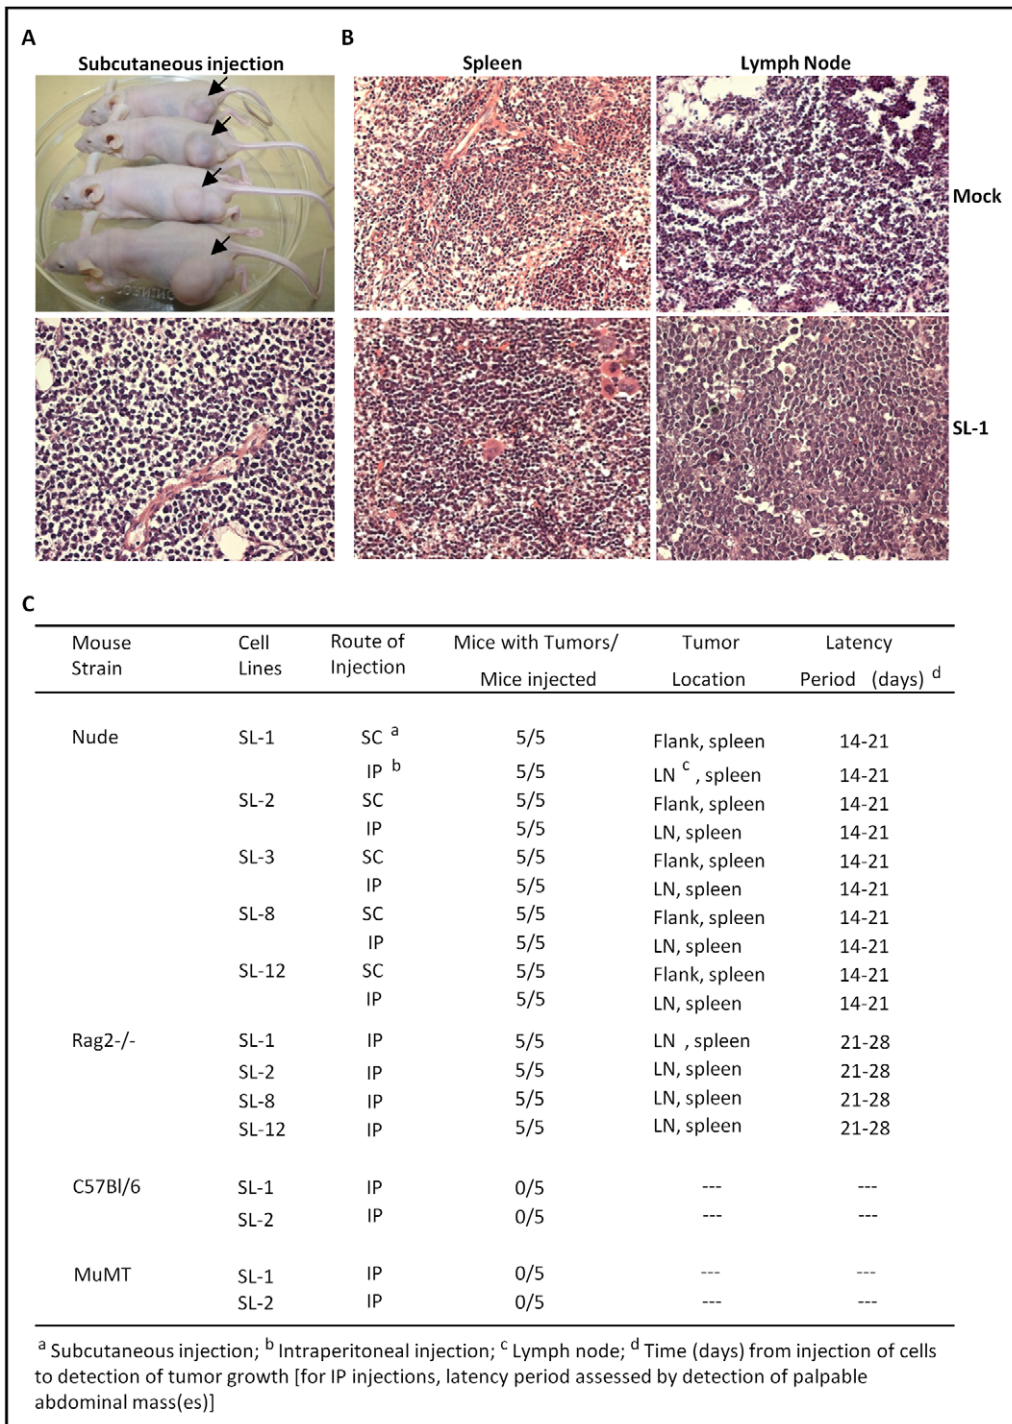 A
B
Subcutaneous injection
Spleen
Lymph Node
Mock
SL-1
C
Mouse Strain Cell Lines Route of Injection Mice with Tumors/ Mice injected Tumor Location Latency Period (days) d
Nude SL-1 SC a 5/5 Flank, spleen 14-21
IP b 5/5 LN c , spleen 14-21
SL-2 SC 5/5 Flank, spleen 14-21
IP 5/5 LN, spleen 14-21
SL-3 SC 5/5 Flank, spleen 14-21
IP 5/5 LN, spleen 14-21
SL-8 SC 5/5 Flank, spleen 14-21
IP 5/5 LN, spleen 14-21
SL-12 SC 5/5 Flank, spleen 14-21
IP 5/5 LN, spleen 14-21
Rag2-/- SL-1 IP 5/5 LN , spleen 21-28
SL-2 IP 5/5 LN, spleen 21-28
SL-8 IP 5/5 LN, spleen 21-28
SL-12 IP 5/5 LN, spleen 21-28
C57Bl/6 SL-1 IP 0/5 --- ---
SL-2 IP 0/5 --- ---
MuMT SL-1 IP 0/5 --- ---
SL-2 IP 0/5 --- ---
a Subcutaneous injection; b Intraperitoneal injection; c Lymph node; d Time (days) from injection of cells
to detection of tumor growth [for IP injections, latency period assessed by detection of palpable
abdominal mass(es)]